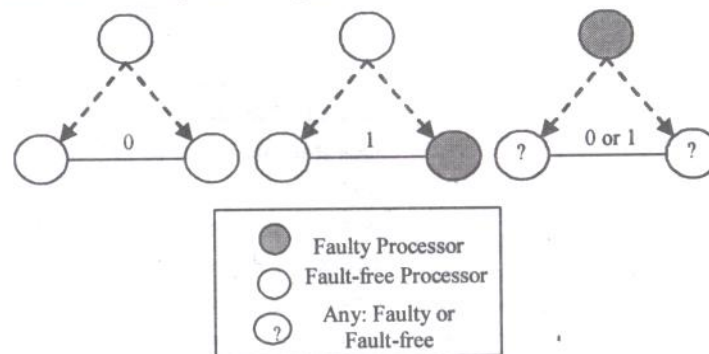 0
1
0 or 1
?
?
Faulty Processor
Fault-free Processor
?
Any: Faulty or
Fault-free